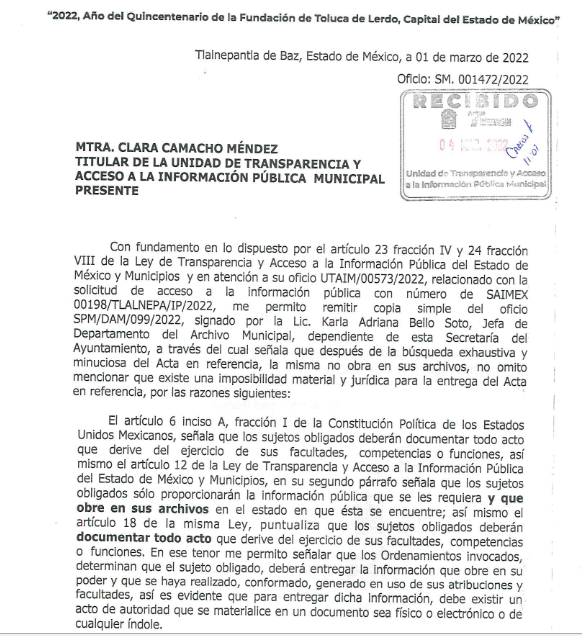 "2022, Año del Quincentenario de la Fundación de Toluca de Lerdo, Capital del Estado de México"
Tlalnepantla de Baz, Estado de México, a 01 de marzo de 2022
Oficio: SM. 001472/2022
RECIBIDO
Unidad de Transparencia y Acceso
a la Información Pública Municipal
MTRA. CLARA CAMACHO MÉNDEZ
TITULAR DE LA UNIDAD DE TRANSPARENCIA Y
ACCESO A LA INFORMACIÓN PÚBLICA MUNICIPAL
PRESENTE
Con fundamento en lo dispuesto por el artículo 23 fracción IV y 24 fracción
VIII de la Ley de Transparencia y Acceso a la Información Pública del Estado de
México y Municipios y en atención a su oficio UTAIM/00573/2022, relacionado con la
solicitud de acceso a la información pública con número de SAIMEX
00198/TLALNEPA/IP/2022, me permito remitir copia simple del oficio
SPM/DAM/099/2022, signado por la Lic. Karla Adriana Bello Soto, Jefa de
Departamento del Archivo Municipal, dependiente de esta Secretaría del
Ayuntamiento, a través del cual señala que después de la búsqueda exhaustiva y
minuciosa del Acta en referencia, la misma no obra en sus archivos, no omito
mencionar que existe una imposibilidad material y jurídica para la entrega del Acta
en referencia, por las razones siguientes:
El artículo 6 inciso A, fracción I de la Constitución Política de los Estados
Unidos Mexicanos, señala que los sujetos obligados deberán documentar todo acto
que derive del ejercicio de sus facultades, competencias o funciones, así
mismo el artículo 12 de la Ley de Transparencia y Acceso a la Información Pública
del Estado de México y Municipios, en su segundo párrafo señala que los sujetos
obligados sólo proporcionarán la información pública que se les requiera y que
obre en sus archivos en el estado en que ésta se encuentre; así mismo el
artículo 18 de la misma Ley, puntualiza que los sujetos obligados deberán
documentar todo acto que derive del ejercicio de sus facultades, competencias
o funciones. En ese tenor me permito señalar que los Ordenamientos invocados,
determinan que el sujeto obligado, deberá entregar la información que obre en su
poder y que se haya realizado, conformado, generado en uso de sus atribuciones y
facultades, así es evidente que para entregar dicha información, debe existir un
acto de autoridad que se materialice en un documento sea físico o electrónico o de
cualquier índole.